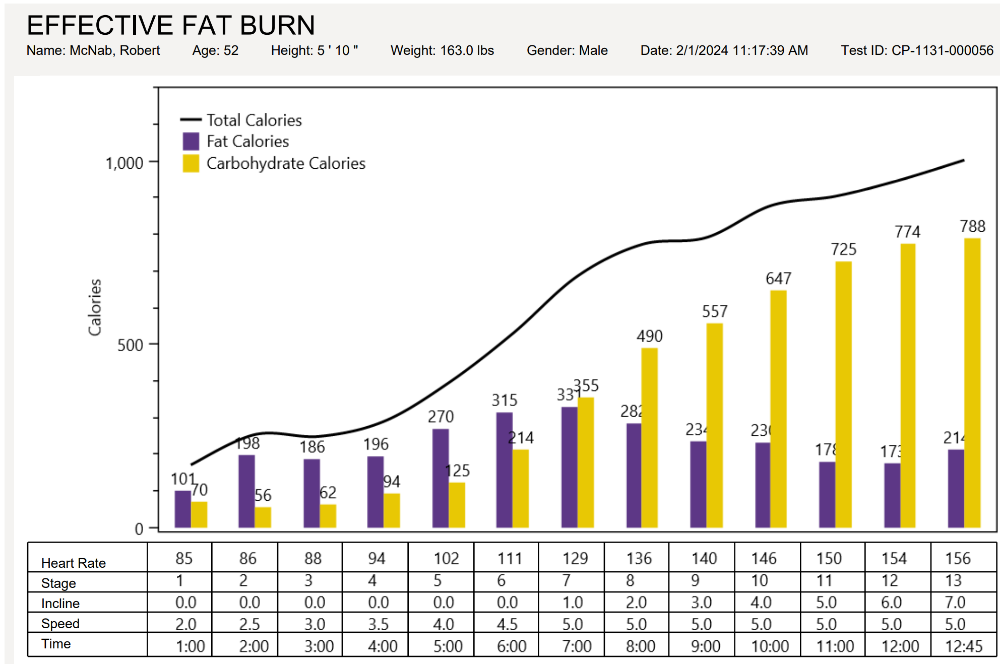 EFFECTIVE FAT BURN
Name: McNab, Robert Age: 52 Height: 5 ' 10 " Weight: 163.0 lbs Gender: Male Date: 2/1/2024 11:17:39 AM Test ID: CP-1131-000056
Total Calories
Fat Calories
Carbohydrate Calories
1,000
500
0
Calories
101 70
198 56
186 62
196 94
270 125
315 214
331 355
282 490
234 557
230 647
178 725
173 774
214 788
Heart Rate 85 86 88 94 102 111 129 136 140 146 150 154 156
Stage 1 2 3 4 5 6 7 8 9 10 11 12 13
Incline 0.0 0.0 0.0 0.0 0.0 0.0 1.0 2.0 3.0 4.0 5.0 6.0 7.0
Speed 2.0 2.5 3.0 3.5 4.0 4.5 5.0 5.0 5.0 5.0 5.0 5.0 5.0
Time 1:00 2:00 3:00 4:00 5:00 6:00 7:00 8:00 9:00 10:00 11:00 12:00 12:45